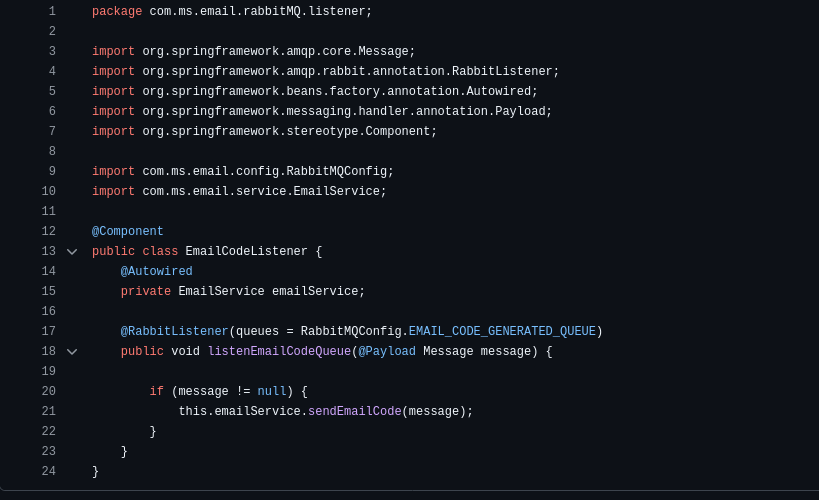 1 package com.ms.email.rabbitMQ.listener;
2
3 import org.springframework.amqp.core.Message;
4 import org.springframework.amqp.rabbit.annotation.RabbitListener;
5 import org.springframework.beans.factory.annotation.Autowired;
6 import org.springframework.messaging.handler.annotation.Payload;
7 import org.springframework.stereotype.Component;
8
9 import com.ms.email.config.RabbitMQConfig;
10 import com.ms.email.service.EmailService;
11
12 @Component
13 public class EmailCodeListener {
14     @Autowired
15     private EmailService emailService;
16
17     @RabbitListener(queues = RabbitMQConfig.EMAIL_CODE_GENERATED_QUEUE)
18     public void listenEmailCodeQueue(@Payload Message message) {
19
20         if (message != null) {
21             this.emailService.sendEmailCode(message);
22         }
23     }
24 }